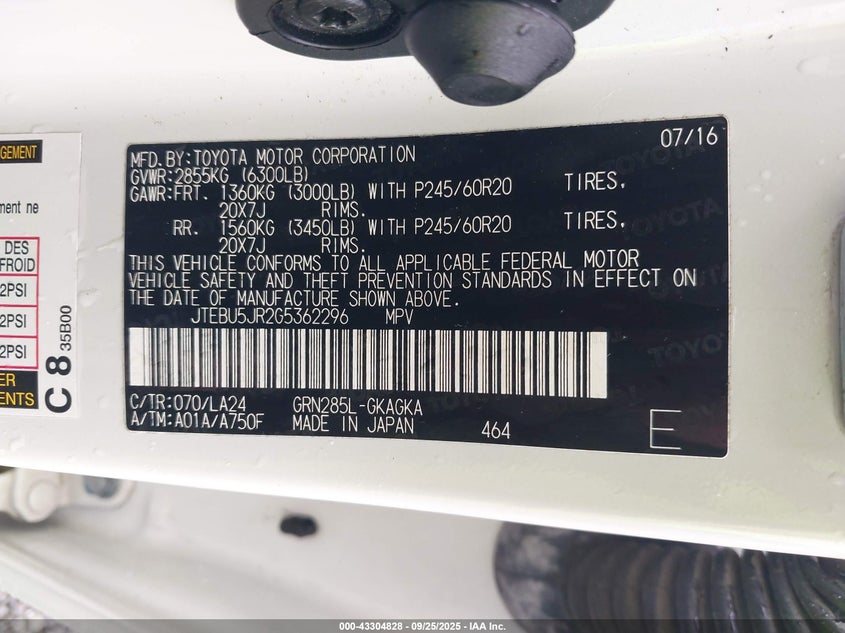 07/16
MFD.BY:TOYOTA MOTOR CORPORATION
GVWR:2855KG (6300LB)
GAWR:FRT. 1360KG (3000LB) WITH P245/60R20 TIRES,
20X7J RIMS.
RR. 1560KG (3450LB) WITH P245/60R20 TIRES,
20X7J RIMS.
THIS VEHICLE CONFORMS TO ALL APPLICABLE FEDERAL MOTOR
VEHICLE SAFETY AND THEFT PREVENTION STANDARDS IN EFFECT ON
THE DATE OF MANUFACTURE SHOWN ABOVE.
JTEBU5JR2G5362296 MPV
C/TR:070/LA24 GRN285L-GKAGKA
A/TM:A01A/A750F MADE IN JAPAN 464 E
ment ne
DES
FROID
2PSI
2PSI
2PSI
C 8 35B00
000-43304828 - 09/25/2025 - IAA Inc.